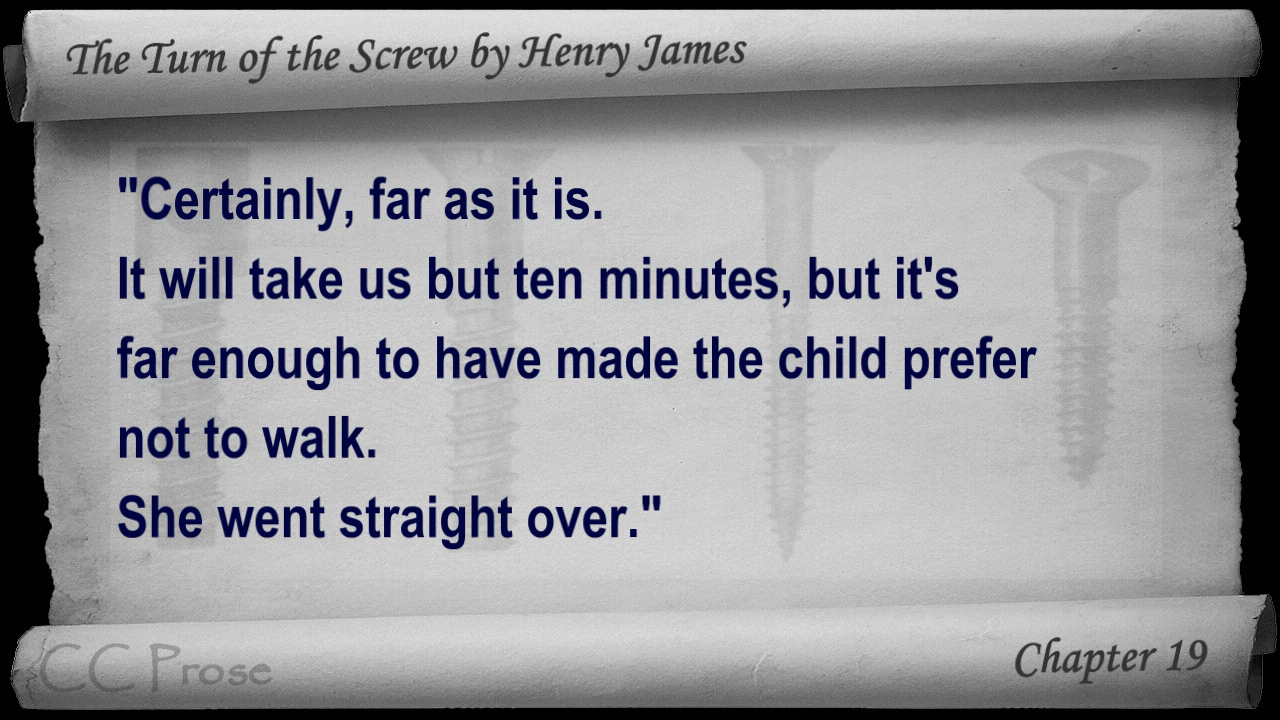 The Turn of the Screw by Henry James
"Certainly, far as it is.
It will take us but ten minutes, but it's
far enough to have made the child prefer
not to walk.
She went straight over."
CC Prose
Chapter 19